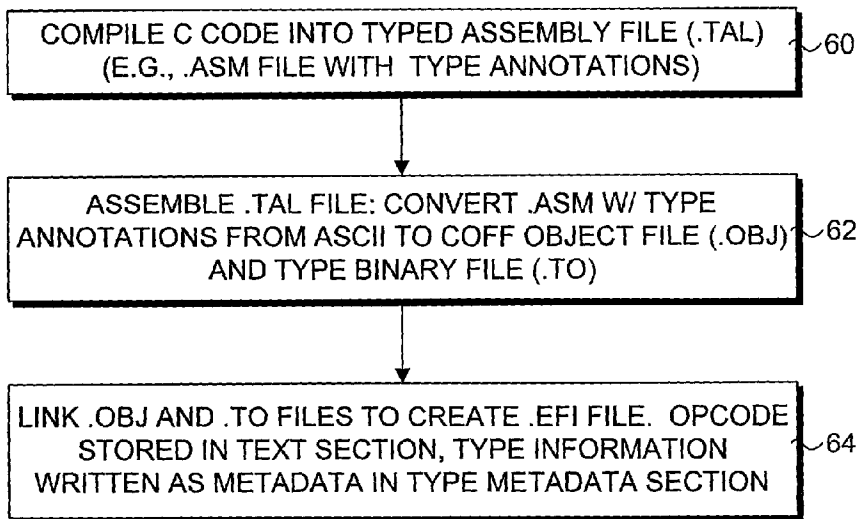 COMPILE C CODE INTO TYPED ASSEMBLY FILE (.TAL)
(E.G., .ASM FILE WITH TYPE ANNOTATIONS)
60
ASSEMBLE .TAL FILE: CONVERT .ASM W/ TYPE
ANNOTATIONS FROM ASCII TO COFF OBJECT FILE (.OBJ)
AND TYPE BINARY FILE (.TO)
62
LINK .OBJ AND .TO FILES TO CREATE .EFI FILE. OPCODE
STORED IN TEXT SECTION, TYPE INFORMATION
WRITTEN AS METADATA IN TYPE METADATA SECTION
64